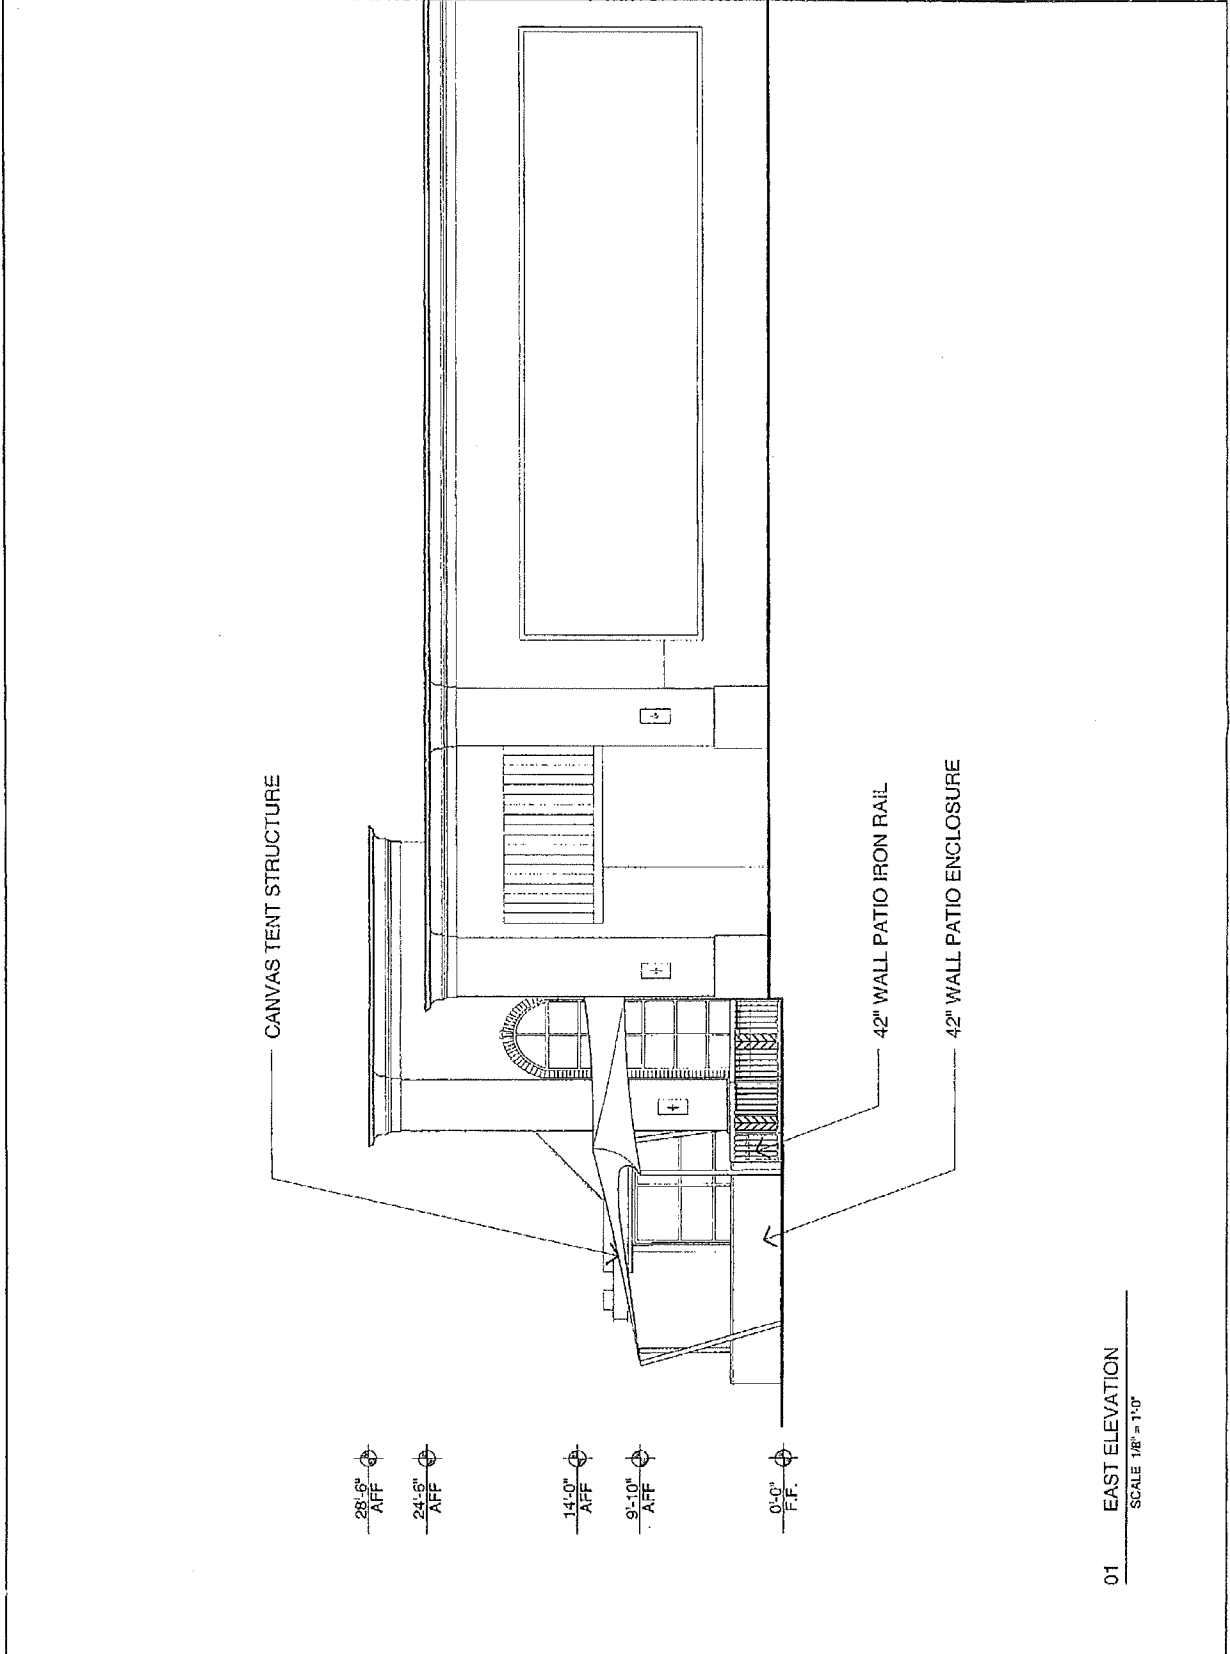 CANVAS TENT STRUCTURE
42" WALL PATIO IRON RAIL
42" WALL PATIO ENCLOSURE
28'-6"
AFF
24'-6"
AFF
14'-0"
AFF
9'-10"
AFF
0'-0"
F.F.
01 EAST ELEVATION
SCALE 1/8" = 1'-0"